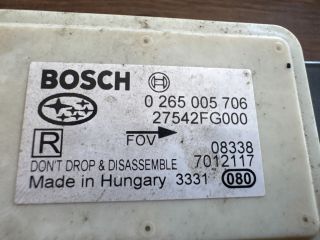 BOSCH
0 265 005 706
27542FG000
R
FOV
08338
DON'T DROP & DISASSEMBLE 7012117
Made in Hungary 3331 080